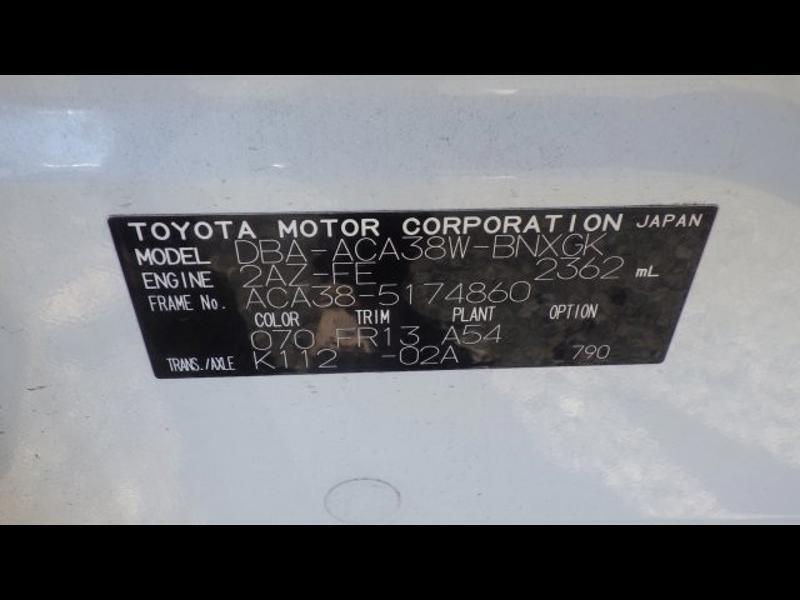 TOYOTA MOTOR CORPORATION JAPAN
MODEL DBA-ACA38W-BNXGK
ENGINE 2AZ-FE 2362 mL
FRAME No. ACA38-5174860
COLOR TRIM PLANT OPTION
070 FR13 A54
TRANS./AXLE K112 -02A 790